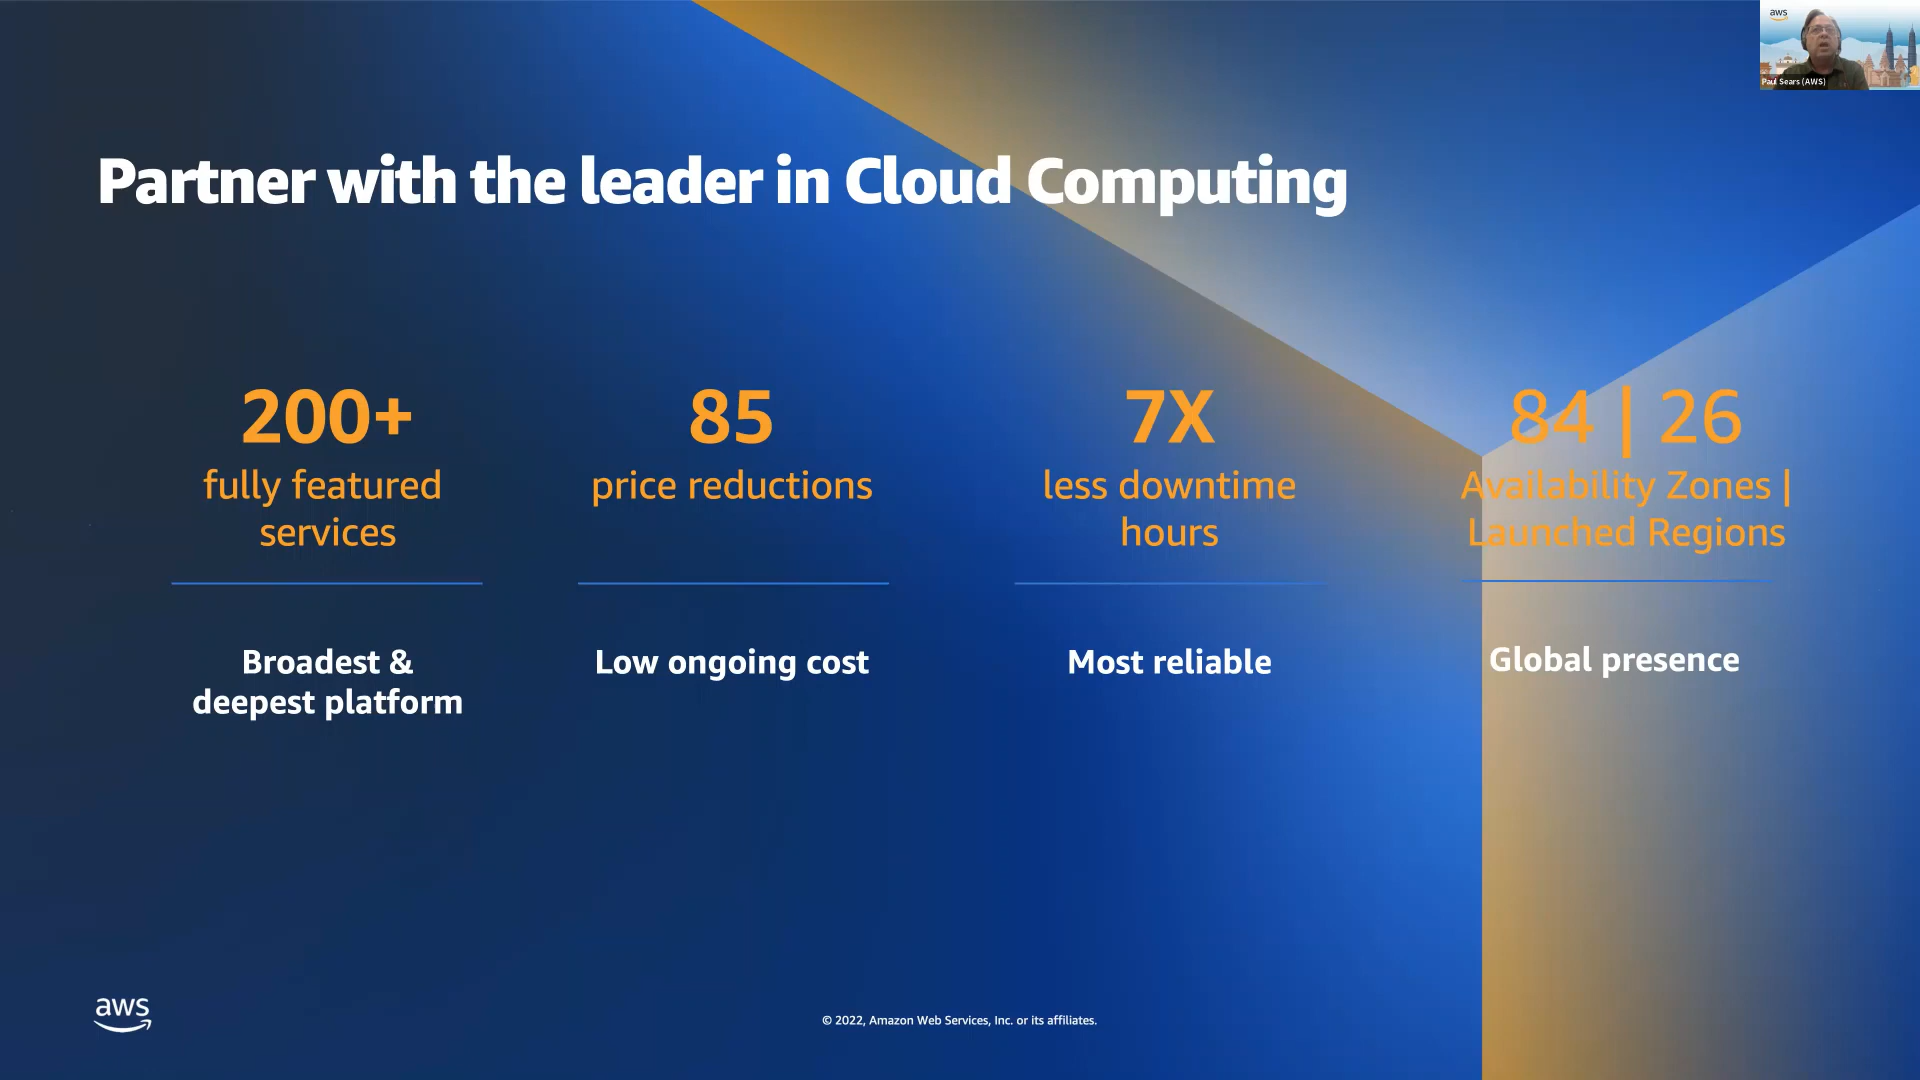 aws
Paul Sears (AWS)
Partner with the leader in Cloud Computing
200+
fully featured
services
Broadest &
deepest platform
85
price reductions
Low ongoing cost
7X
less downtime
hours
Most reliable
84 | 26
Availability Zones |
Launched Regions
Global presence
aws
© 2022, Amazon Web Services, Inc. or its affiliates.